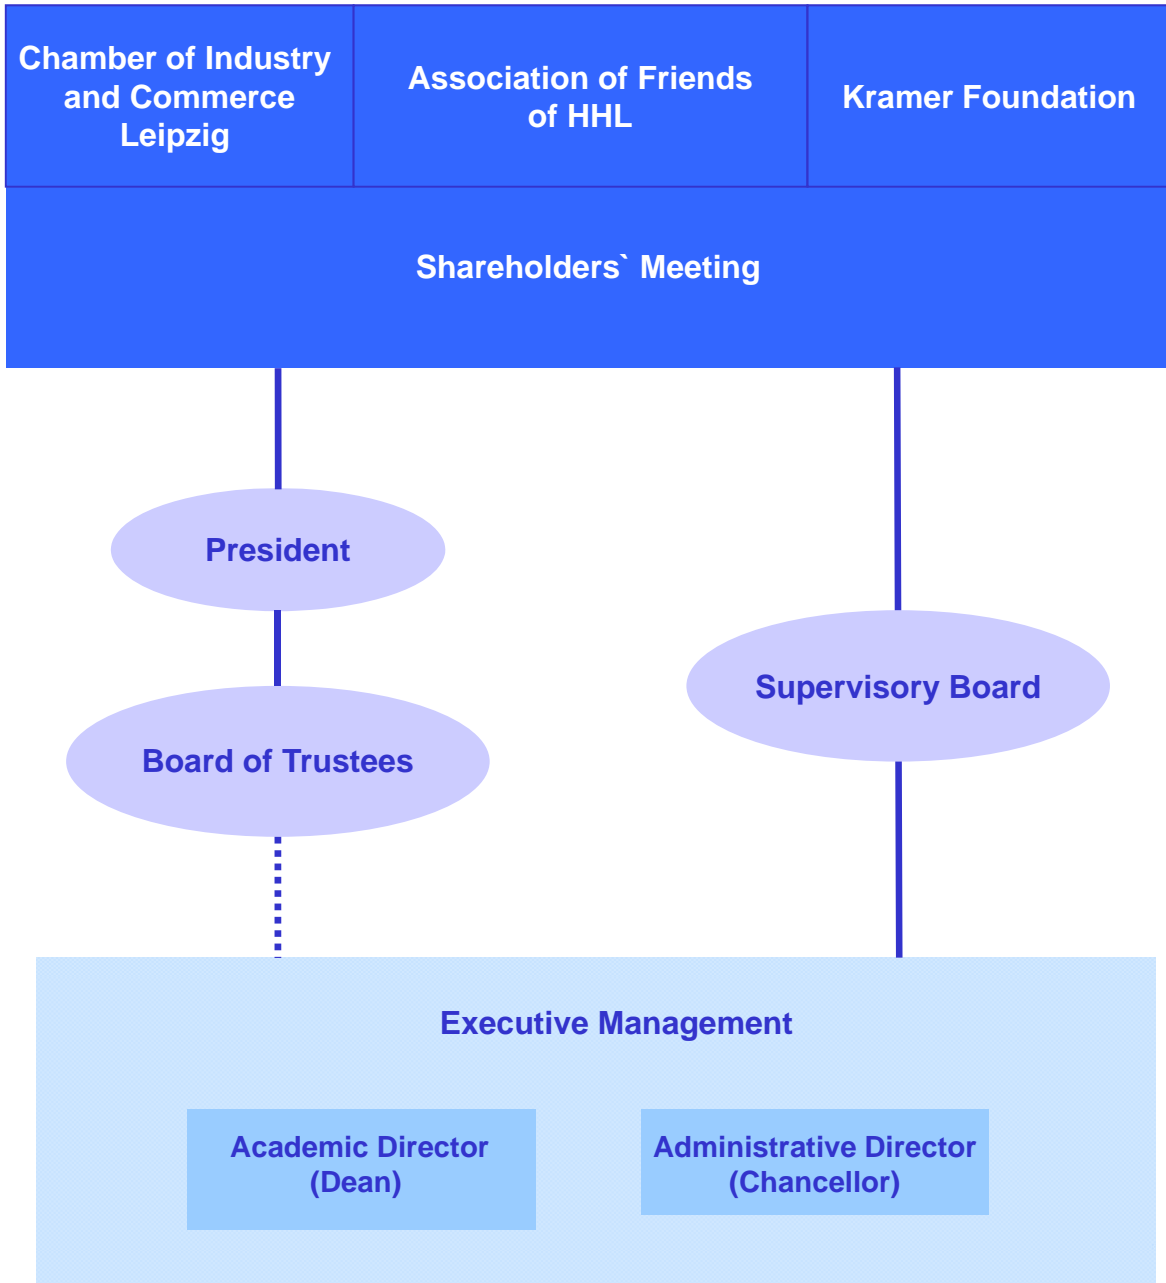 Chamber of Industry
and Commerce
Leipzig
Association of Friends
of HHL
Kramer Foundation
Shareholders` Meeting
President
Supervisory Board
Board of Trustees
Executive Management
Academic Director
(Dean)
Administrative Director
(Chancellor)